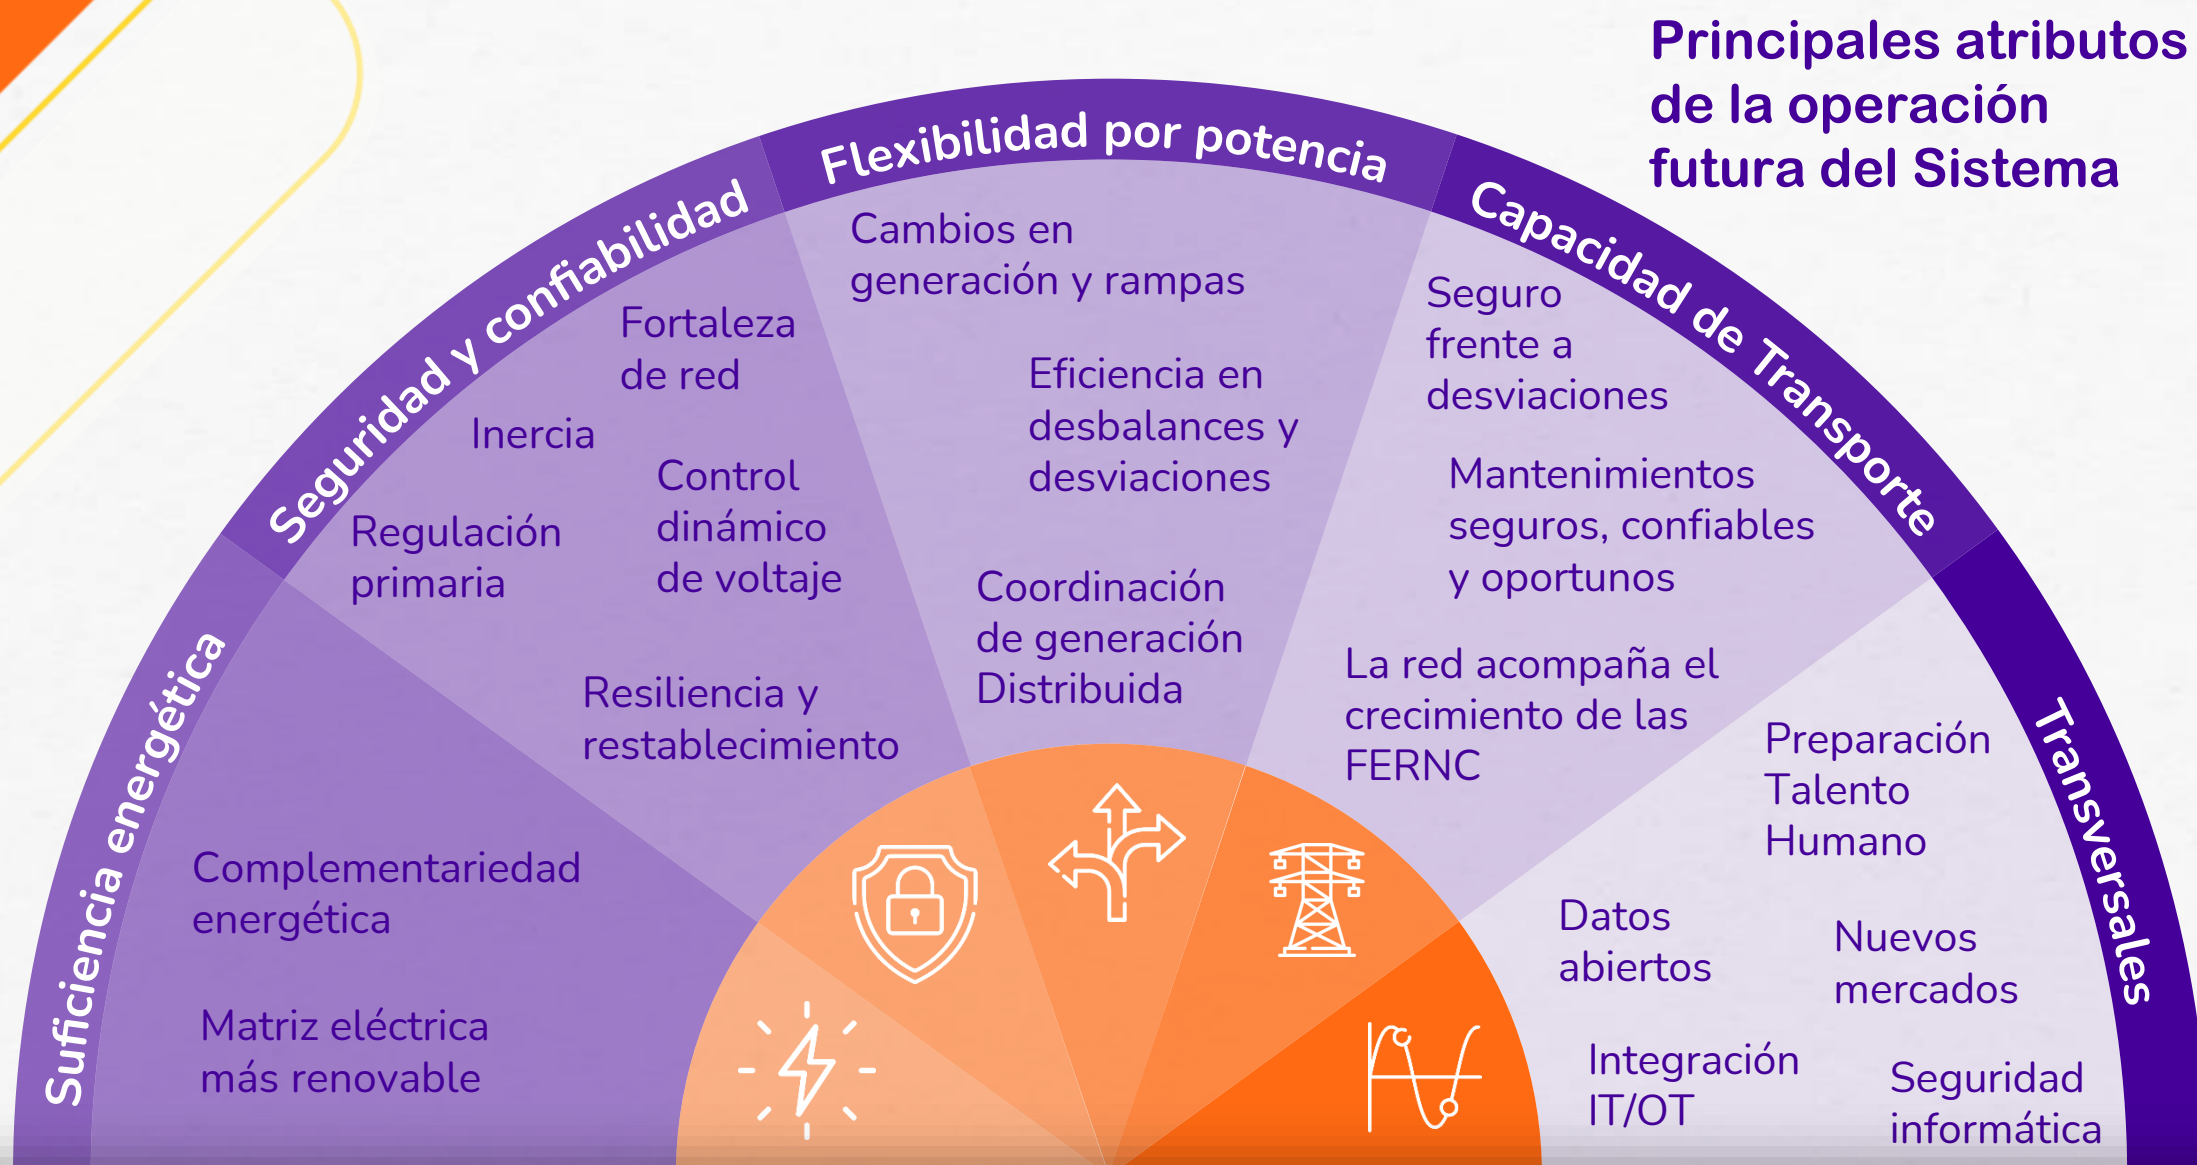 Principales atributos
de la operación
futura del Sistema
Suficiencia energética
Complementariedad
energética
Matriz eléctrica
más renovable
Seguridad y confiabilidad
Fortaleza
de red
Inercia
Control
dinámico
de voltaje
Regulación
primaria
Resiliencia y
restablecimiento
Flexibilidad por potencia
Cambios en
generación y rampas
Eficiencia en
desbalances y
desviaciones
Coordinación
de generación
Distribuida
Capacidad de Transporte
Seguro
frente a
desviaciones
Mantenimientos
seguros, confiables
y oportunos
La red acompaña el
crecimiento de las
FERNC
Transversales
Preparación
Talento
Humano
Datos
abiertos
Nuevos
mercados
Integración
IT/OT
Seguridad
informática